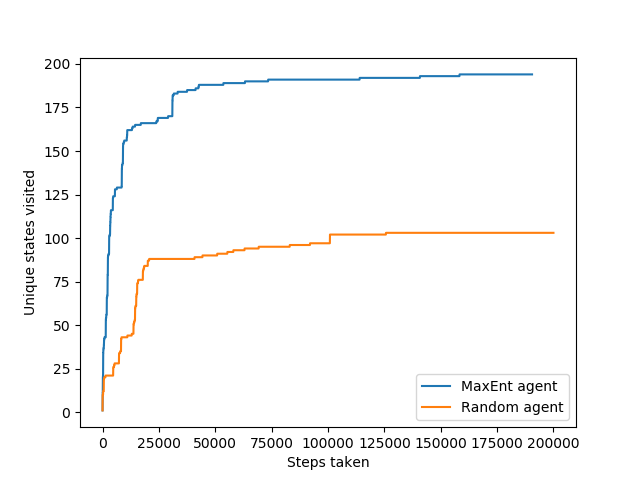 200
175
150
125
100
75
50
25
0
Unique states visited
MaxEnt agent
Random agent
0 25000 50000 75000 100000 125000 150000 175000 200000
Steps taken